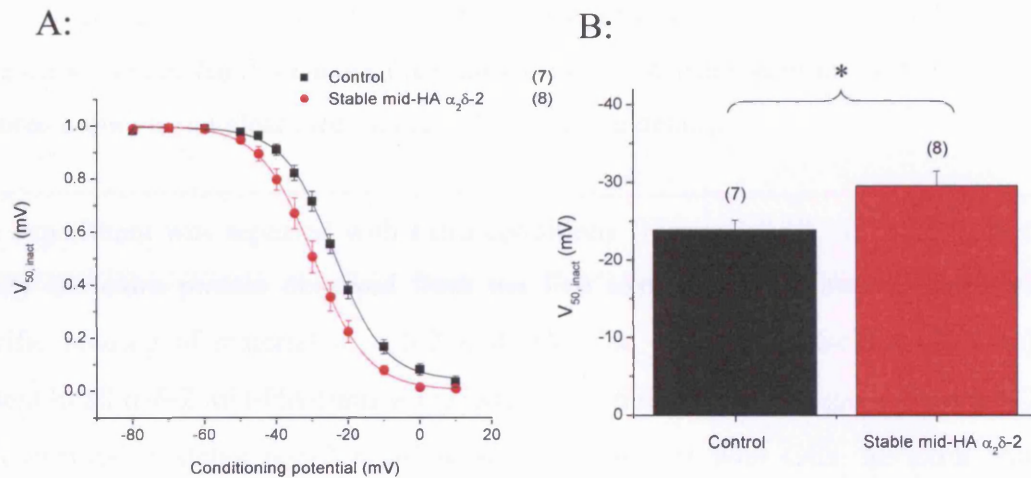 A:
Control (7)
Stable mid-HA α₂δ-2 (8)
V₅₀, inact (mV)
1.0
0.8
0.6
0.4
0.2
0.0
-80 -60 -40 -20 0 20
Conditioning potential (mV)
B:
*
(7)
(8)
V₅₀, inact (mV)
-40
-30
-20
-10
0
Control Stable mid-HA α₂δ-2